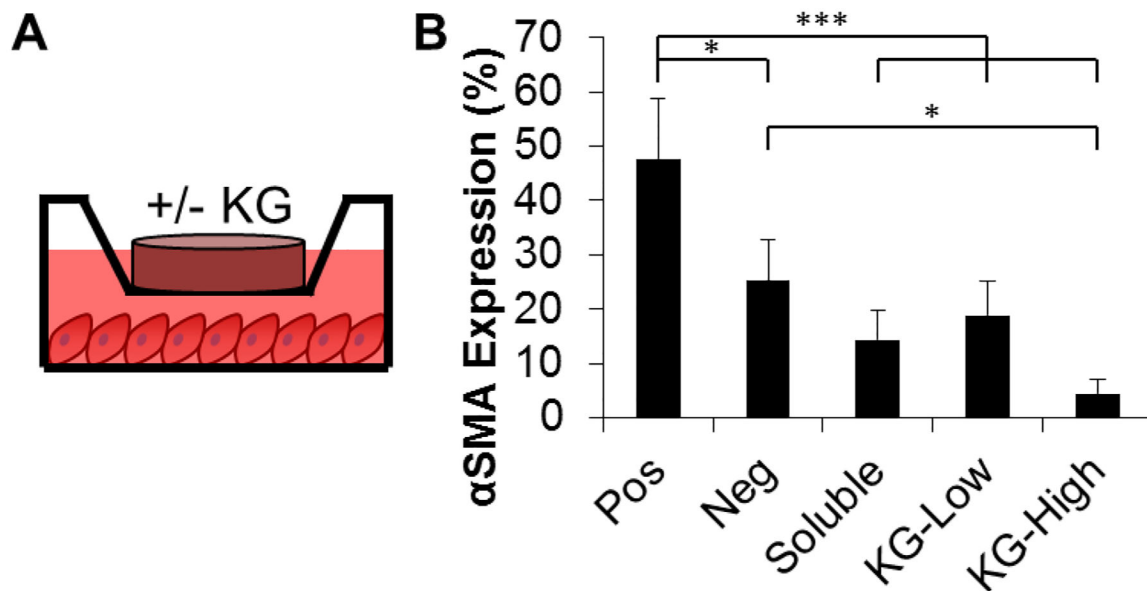 A
+/- KG
B
αSMA Expression (%)
70
60
50
40
30
20
10
0
***
*
*
Pos
Neg
Soluble
KG-Low
KG-High